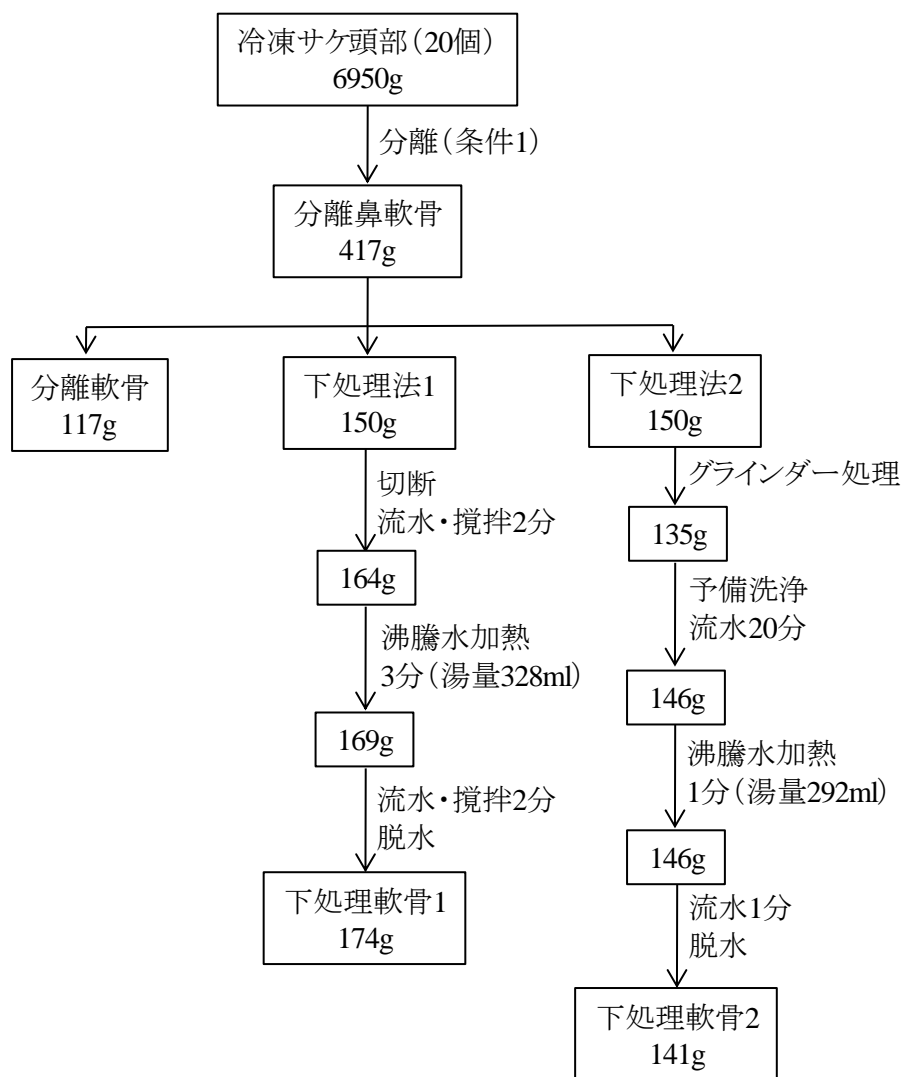 冷凍サケ頭部（20個）
6950g
分離（条件1）
分離鼻軟骨
417g
分離軟骨
117g
下処理法1
150g
切断
流水・撹拌2分
164g
沸騰水加熱
3分（湯量328ml）
169g
流水・撹拌2分
脱水
下処理軟骨1
174g
下処理法2
150g
グラインダー処理
135g
予備洗浄
流水20分
146g
沸騰水加熱
1分（湯量292ml）
146g
流水1分
脱水
下処理軟骨2
141g